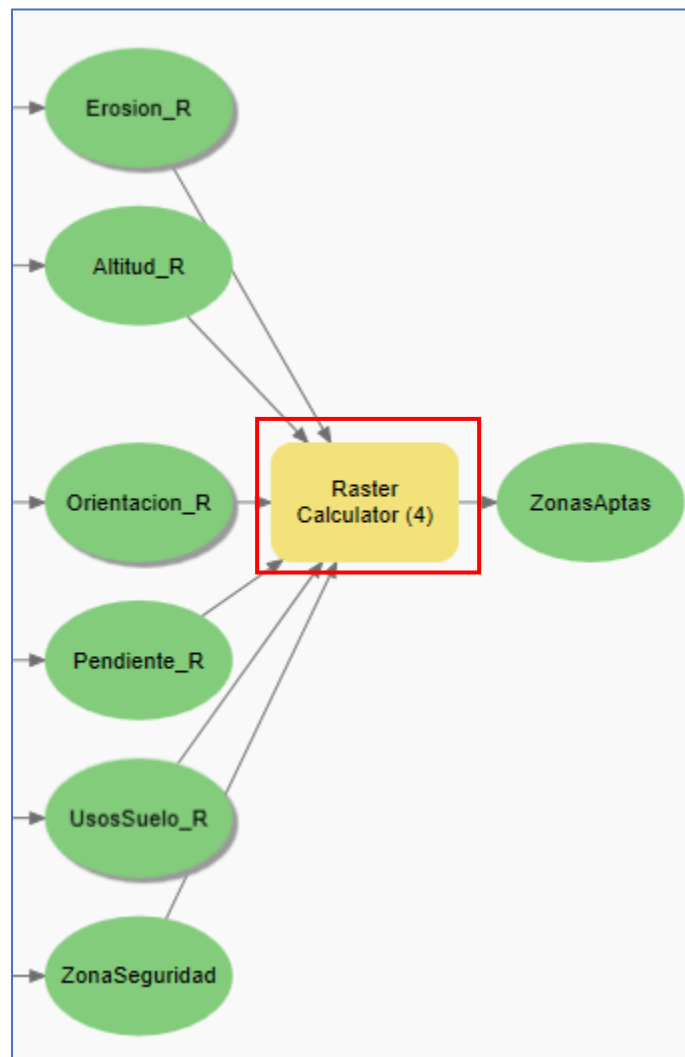 Erosion_R
Altitud_R
Orientacion_R
Raster
Calculator (4)
ZonasAptas
Pendiente_R
UsosSuelo_R
ZonaSeguridad